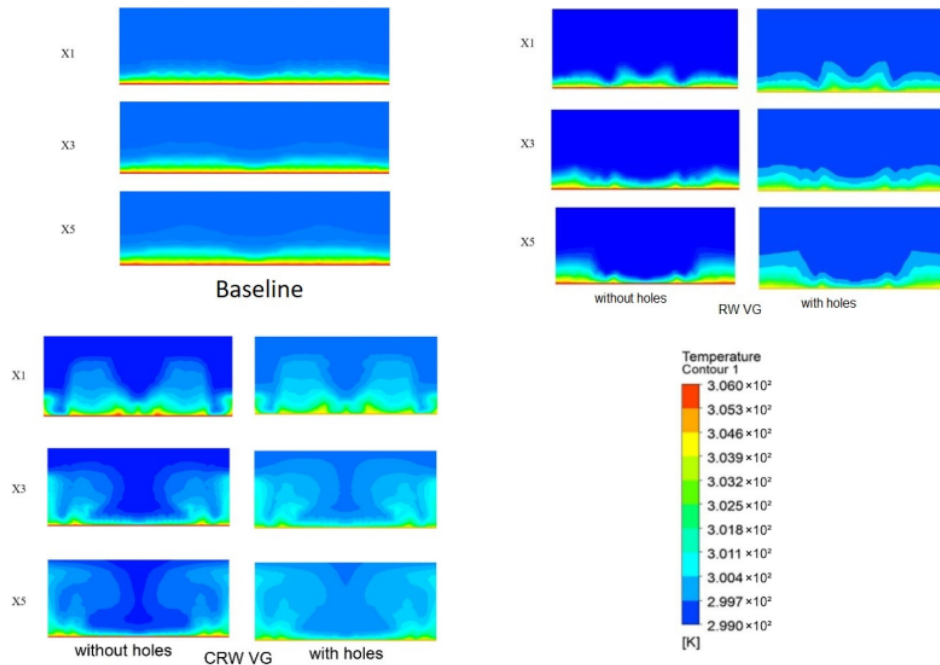 X1
X3
X5
Baseline
X1
X3
X5
without holes
with holes
RW VG
X1
X3
X5
without holes
with holes
CRW VG
Temperature
Contour 1
3.060 ×10²
3.053 ×10²
3.046 ×10²
3.039 ×10²
3.032 ×10²
3.025 ×10²
3.018 ×10²
3.011 ×10²
3.004 ×10²
2.997 ×10²
2.990 ×10²
[K]